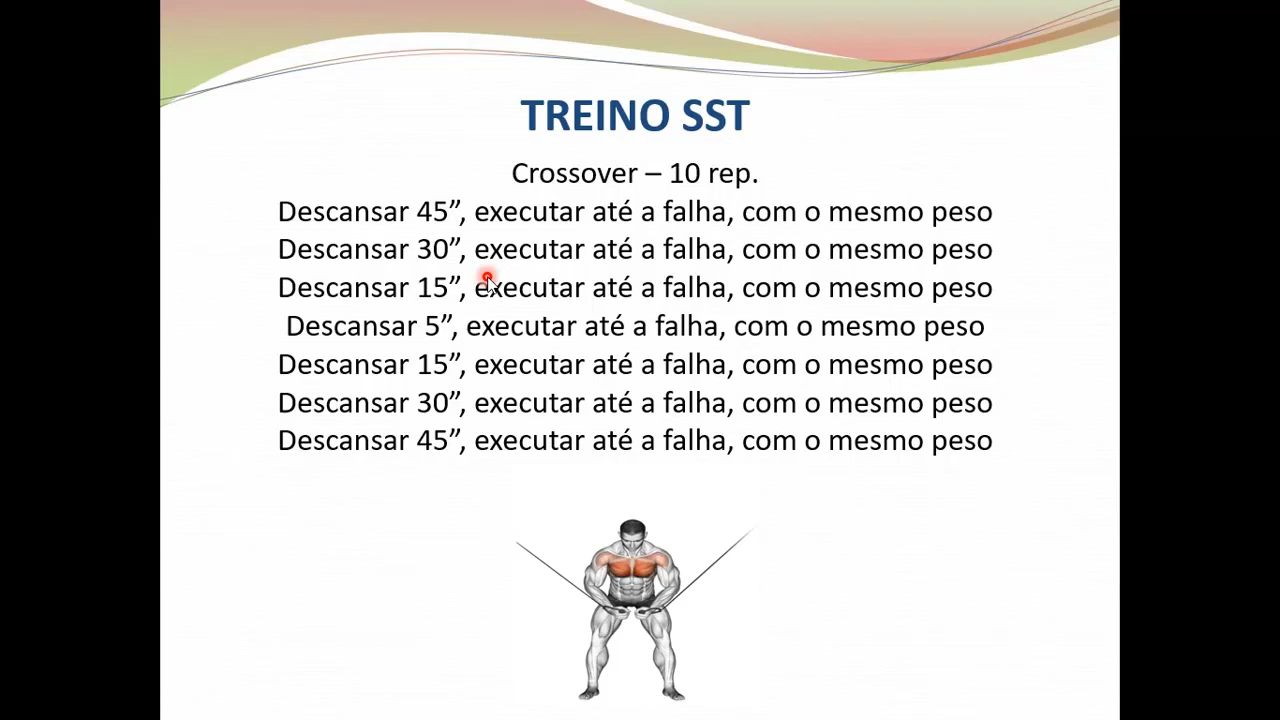 TREINO SST
Crossover – 10 rep.
Descansar 45”, executar até a falha, com o mesmo peso
Descansar 30”, executar até a falha, com o mesmo peso
Descansar 15”, executar até a falha, com o mesmo peso
Descansar 5”, executar até a falha, com o mesmo peso
Descansar 15”, executar até a falha, com o mesmo peso
Descansar 30”, executar até a falha, com o mesmo peso
Descansar 45”, executar até a falha, com o mesmo peso